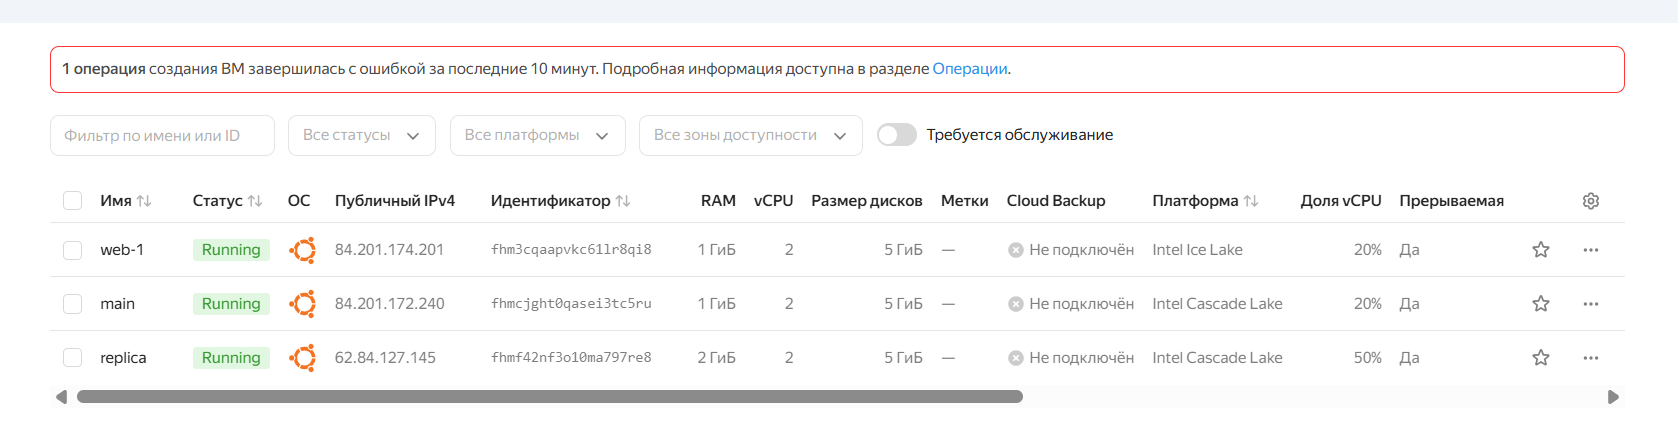 1 операция создания ВМ завершилась с ошибкой за последние 10 минут. Подробная информация доступна в разделе Операции.
Фильтр по имени или ID Все статусы Все платформы Все зоны доступности Требуется обслуживание
Имя Статус ОС Публичный IPv4 Идентификатор RAM vCPU Размер дисков Метки Cloud Backup Платформа Доля vCPU Прерываемая
web-1 Running 84.201.174.201 fhm3cqaapvkc61lr8qi8 1 ГиБ 2 5 ГиБ — Не подключён Intel Ice Lake 20% Да
main Running 84.201.172.240 fhmcjght0qasei3tc5ru 1 ГиБ 2 5 ГиБ — Не подключён Intel Cascade Lake 20% Да
replica Running 62.84.127.145 fhmf42nf3o10ma797re8 2 ГиБ 2 5 ГиБ — Не подключён Intel Cascade Lake 50% Да